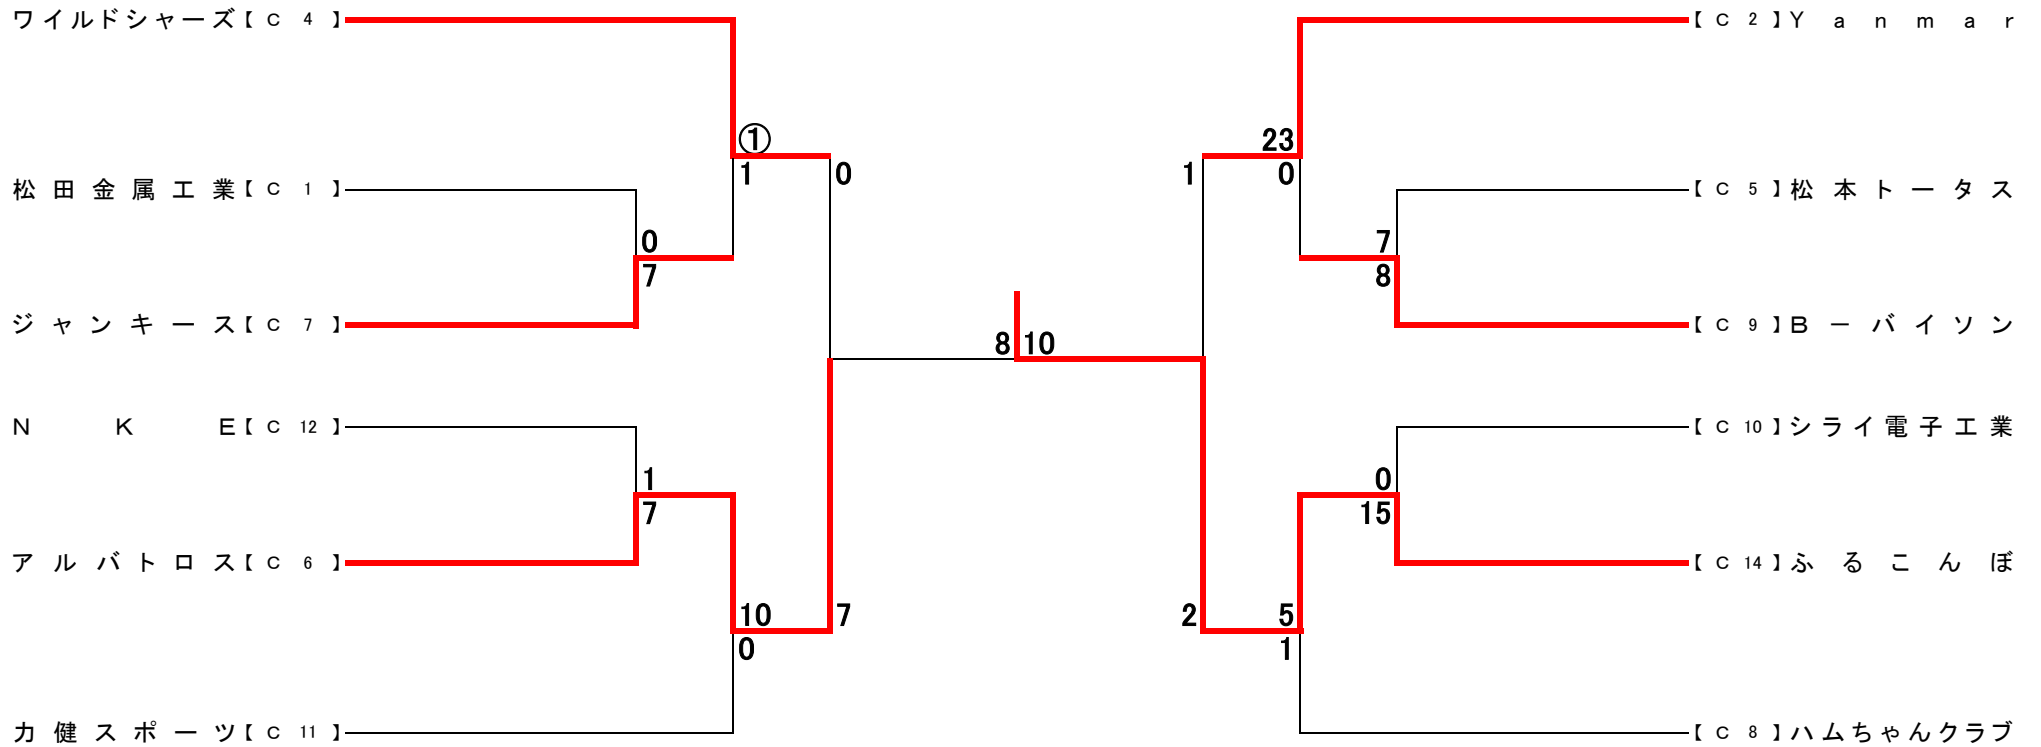 ワイルドシャーズ【 C 4 】
【 C 2 】Yanmar
① 23
1 0 1 0
松田金属工業【 C 1 】
【 C 5 】松本トータス
0 7
7 8
ジャンキース【 C 7 】
【 C 9 】B－バイソン
8 10
NKE【 C 12 】
【 C 10 】シライ電子工業
1 0
7 15
アルバトロス【 C 6 】
【 C 14 】ふるこんぼ
10 7 2 5
0 1
力健スポーツ【 C 11 】
【 C 8 】ハムちゃんクラブ